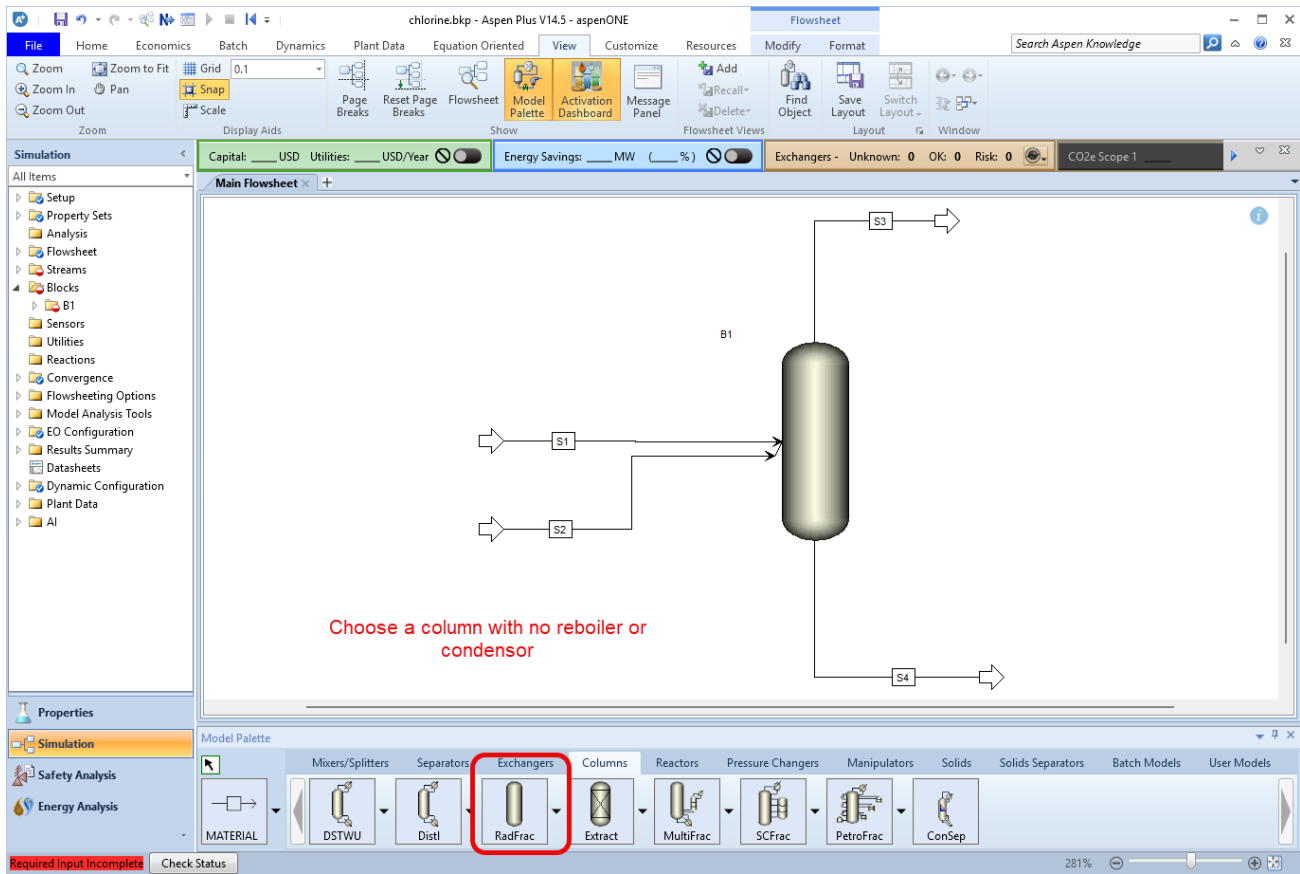 chlorine.bkp - Aspen Plus V14.5 - aspenONE
Flowsheet
File Home Economics Batch Dynamics Plant Data Equation Oriented View Customize Resources Modify Format Search Aspen Knowledge
Zoom Zoom to Fit Grid 0.1
Zoom In Pan Snap
Zoom Out Scale
Page Breaks
Reset Page Breaks
Flowsheet
Model Palette
Activation Dashboard
Message Panel
Add
Recall
Delete
Find Object
Save Layout
Switch Layout
Zoom Display Aids Show Flowsheet Views Layout Window
Simulation
Capital: ____ USD Utilities: ____ USD/Year
Energy Savings: ____ MW ( ____ % )
Exchangers - Unknown: 0 OK: 0 Risk: 0
CO2e Scope 1 ____
All Items
Main Flowsheet
Setup
Property Sets
Analysis
Flowsheet
Streams
Blocks
B1
Sensors
Utilities
Reactions
Convergence
Flowsheeting Options
Model Analysis Tools
EO Configuration
Results Summary
Datasheets
Dynamic Configuration
Plant Data
AI
S3
B1
S1
S2
Choose a column with no reboiler or
condensor
S4
Properties
Simulation
Safety Analysis
Energy Analysis
Model Palette
Mixers/Splitters Separators Exchangers Columns Reactors Pressure Changers Manipulators Solids Solids Separators Batch Models User Models
MATERIAL DSTWU Distl RadFrac Extract MultiFrac SCFrac PetroFrac ConSep
Required Input Incomplete Check Status 281%